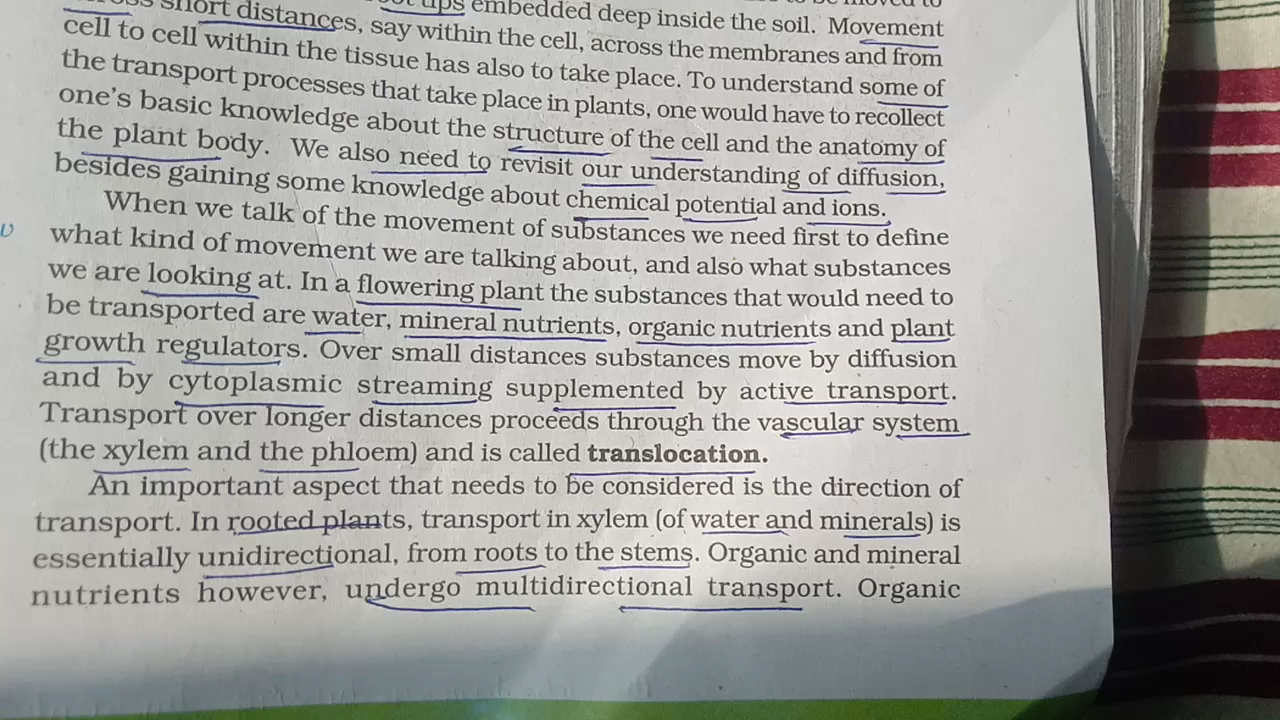 short distances, say within the cell, across the membranes and from
tips embedded deep inside the soil. Movement
cell to cell within the tissue has also to take place. To understand some of
the transport processes that take place in plants, one would have to recollect
one's basic knowledge about the structure of the cell and the anatomy of
the plant body. We also need to revisit our understanding of diffusion,
besides gaining some knowledge about chemical potential and ions.
When we talk of the movement of substances we need first to define
what kind of movement we are talking about, and also what substances
we are looking at. In a flowering plant the substances that would need to
be transported are water, mineral nutrients, organic nutrients and plant
growth regulators. Over small distances substances move by diffusion
and by cytoplasmic streaming supplemented by active transport.
Transport over longer distances proceeds through the vascular system
(the xylem and the phloem) and is called translocation.
An important aspect that needs to be considered is the direction of
transport. In rooted plants, transport in xylem (of water and minerals) is
essentially unidirectional, from roots to the stems. Organic and mineral
nutrients however, undergo multidirectional transport. Organic